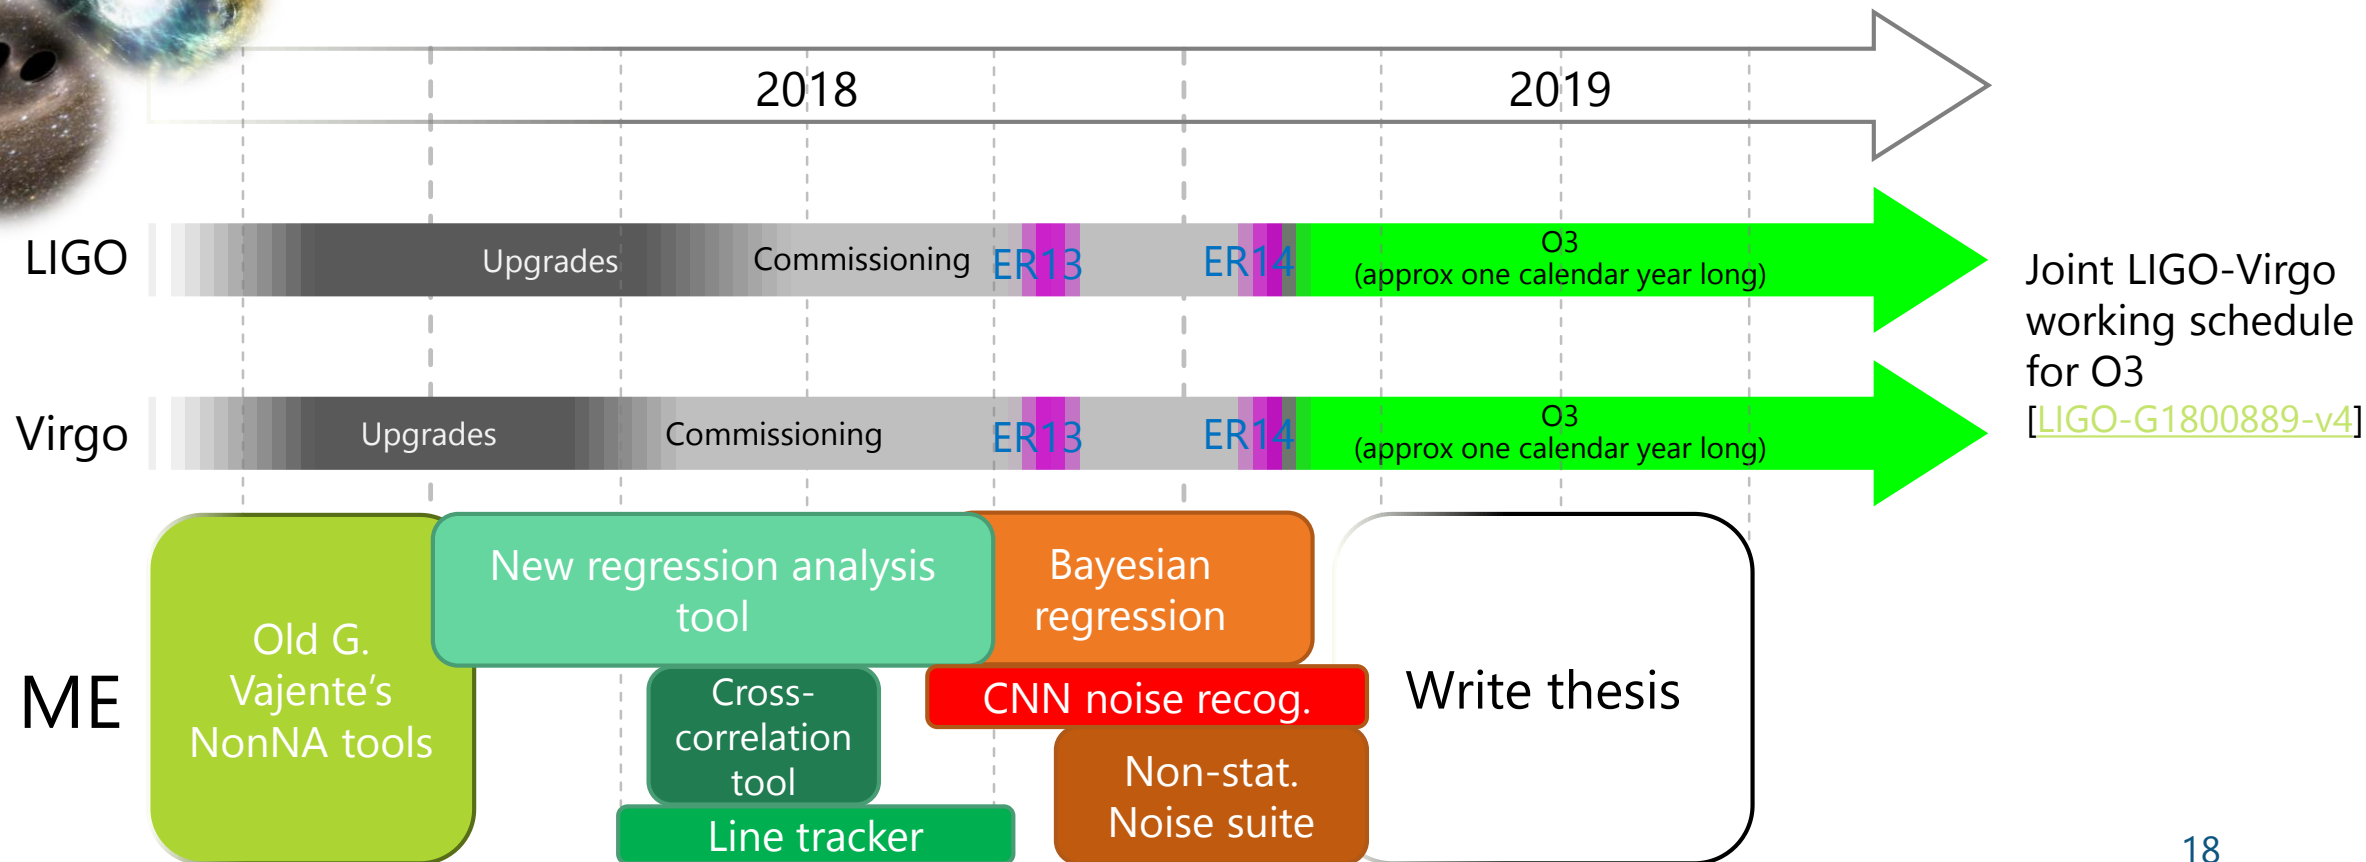 2018
2019
LIGO
Upgrades
Commissioning
ER13
ER14
O3
(approx one calendar year long)
Joint LIGO-Virgo
working schedule
for O3
[LIGO-G1800889-v4]
Virgo
Upgrades
Commissioning
ER13
ER14
O3
(approx one calendar year long)
ME
Old G.
Vajente’s
NonNA tools
New regression analysis
tool
Cross-
correlation
tool
Line tracker
Bayesian
regression
CNN noise recog.
Non-stat.
Noise suite
Write thesis
18